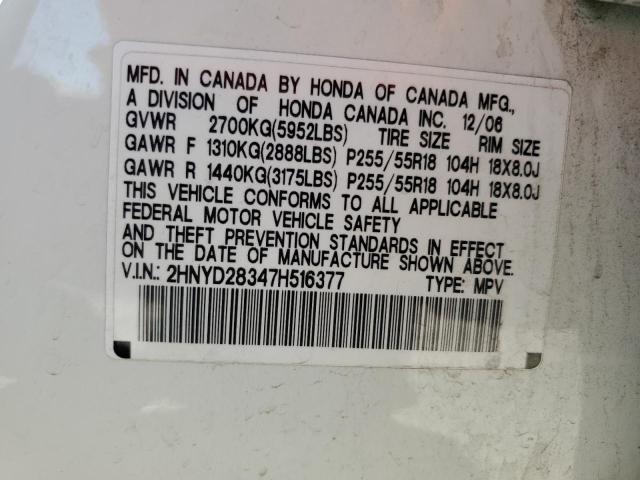 MFD. IN CANADA BY HONDA OF CANADA MFG.,
A DIVISION OF HONDA CANADA INC. 12/06
GVWR 2700KG(5952LBS) TIRE SIZE RIM SIZE
GAWR F 1310KG(2888LBS) P255/55R18 104H 18X8.0J
GAWR R 1440KG(3175LBS) P255/55R18 104H 18X8.0J
THIS VEHICLE CONFORMS TO ALL APPLICABLE
FEDERAL MOTOR VEHICLE SAFETY
AND THEFT PREVENTION STANDARDS IN EFFECT
ON THE DATE OF MANUFACTURE SHOWN ABOVE.
V.I.N.: 2HNYD28347H516377 TYPE: MPV